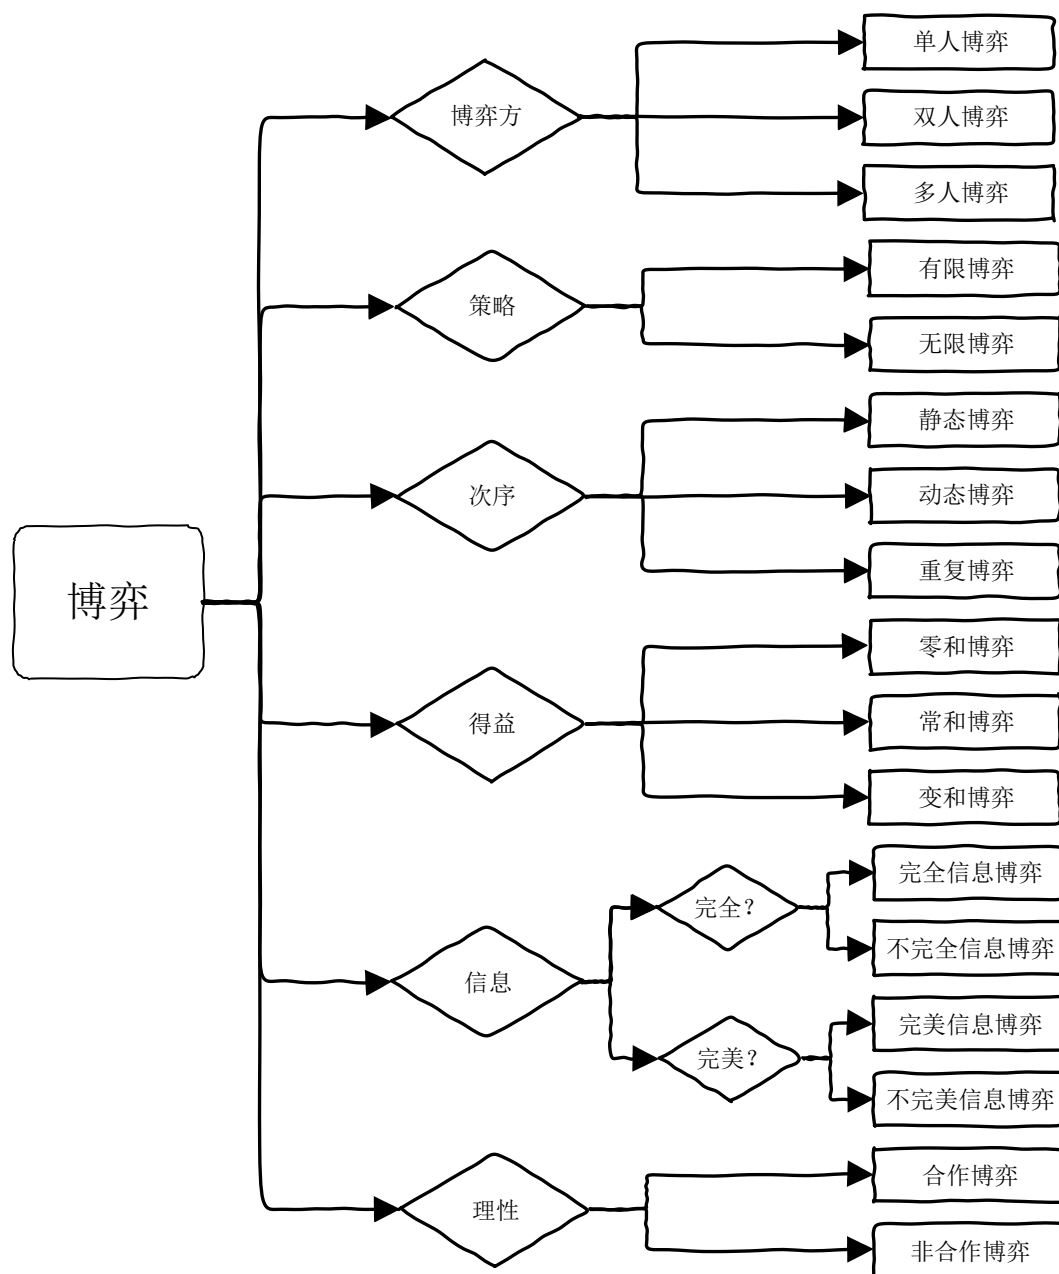 博弈
博弈方
单人博弈
双人博弈
多人博弈
策略
有限博弈
无限博弈
次序
静态博弈
动态博弈
重复博弈
得益
零和博弈
常和博弈
变和博弈
信息
完全？
完全信息博弈
不完全信息博弈
完美？
完美信息博弈
不完美信息博弈
理性
合作博弈
非合作博弈